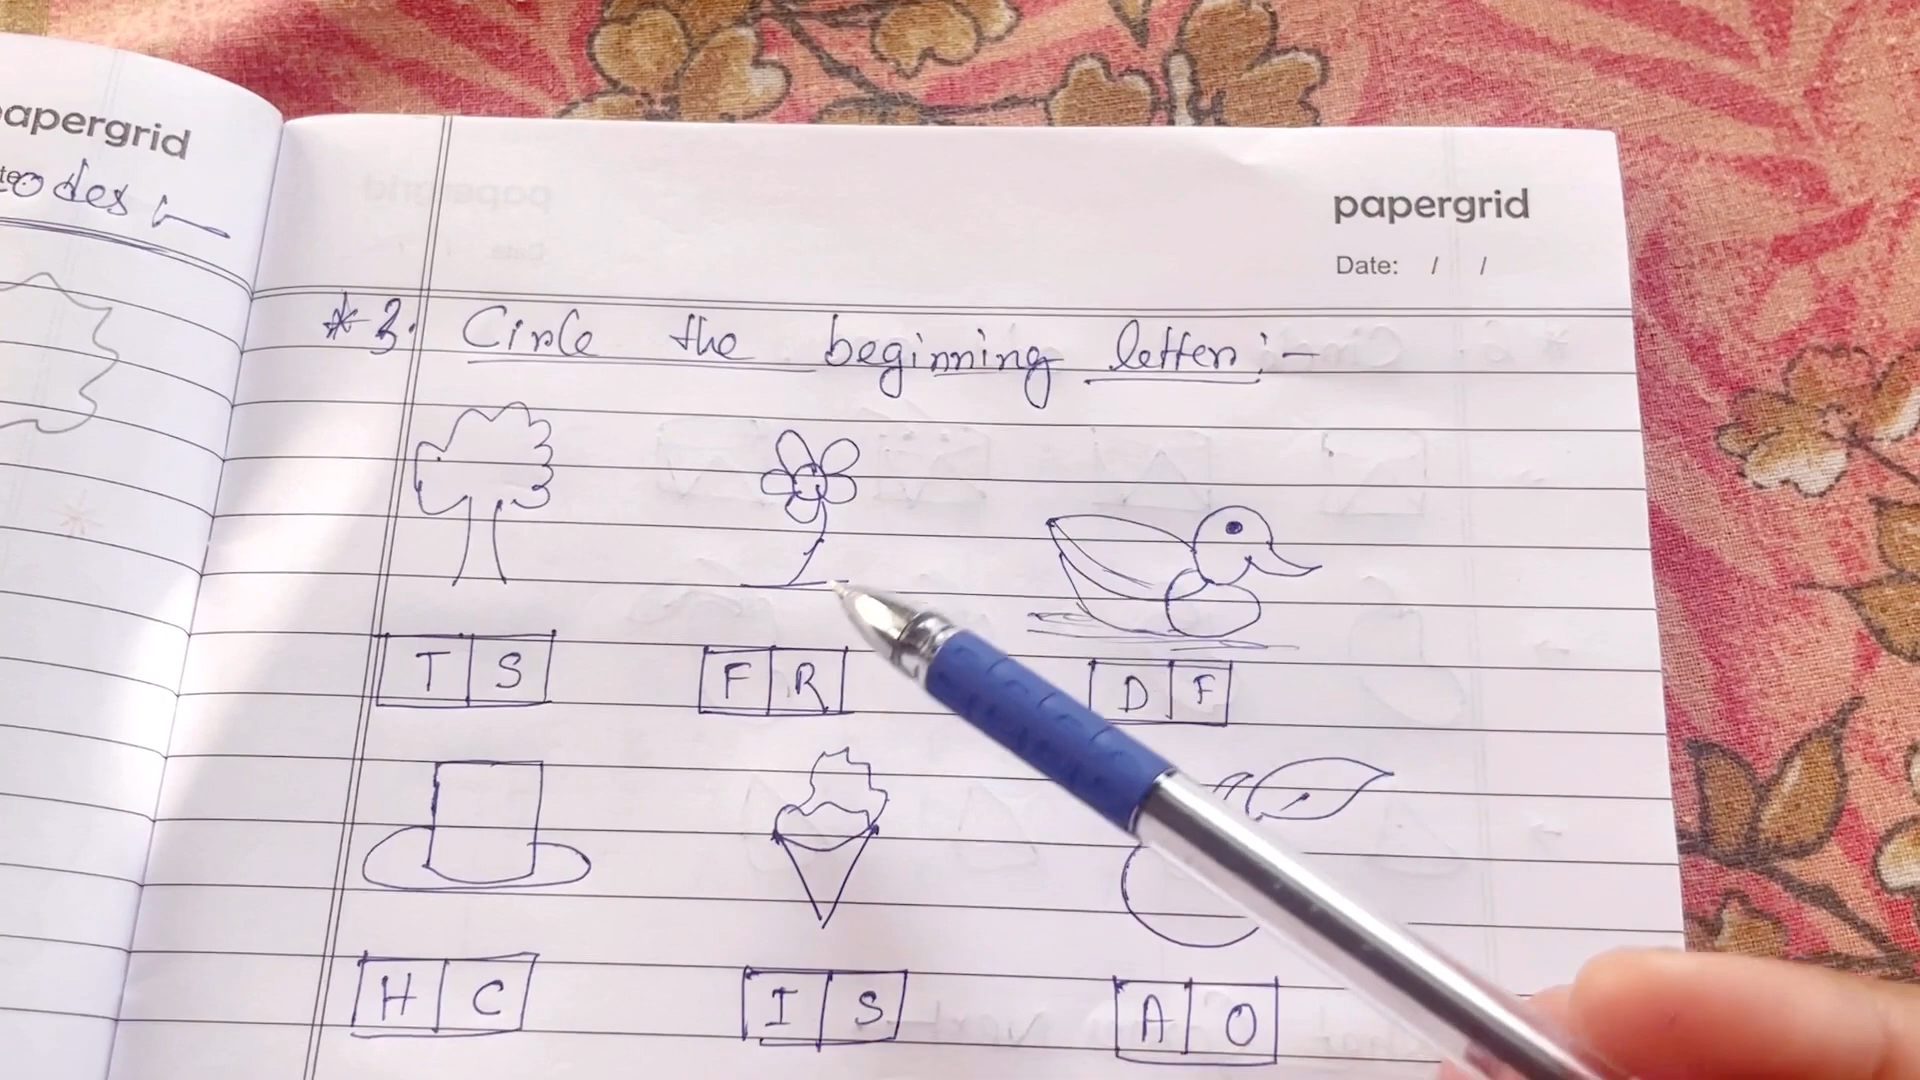 papergrid
papergrid
Date: / /
*3. Circle the beginning letter:-
T S F R D F
H C I S A O